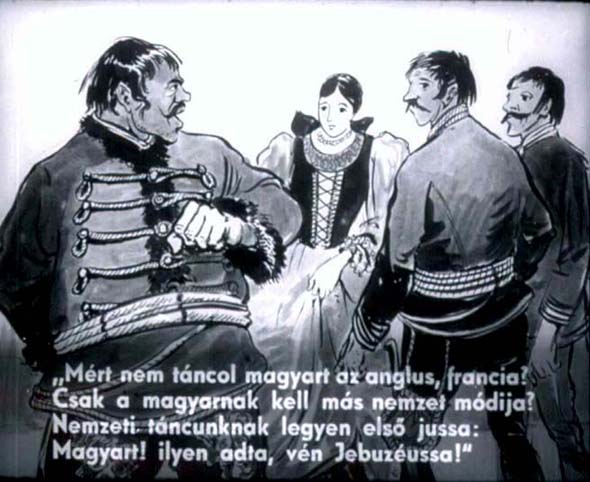 „Mért nem táncol magyart az anglus, francia?
Csak a magyarnak kell más nemzet módija?
Nemzeti táncunknak legyen első jussa:
Magyart! ilyen adta, vén Jebuzéussa!“